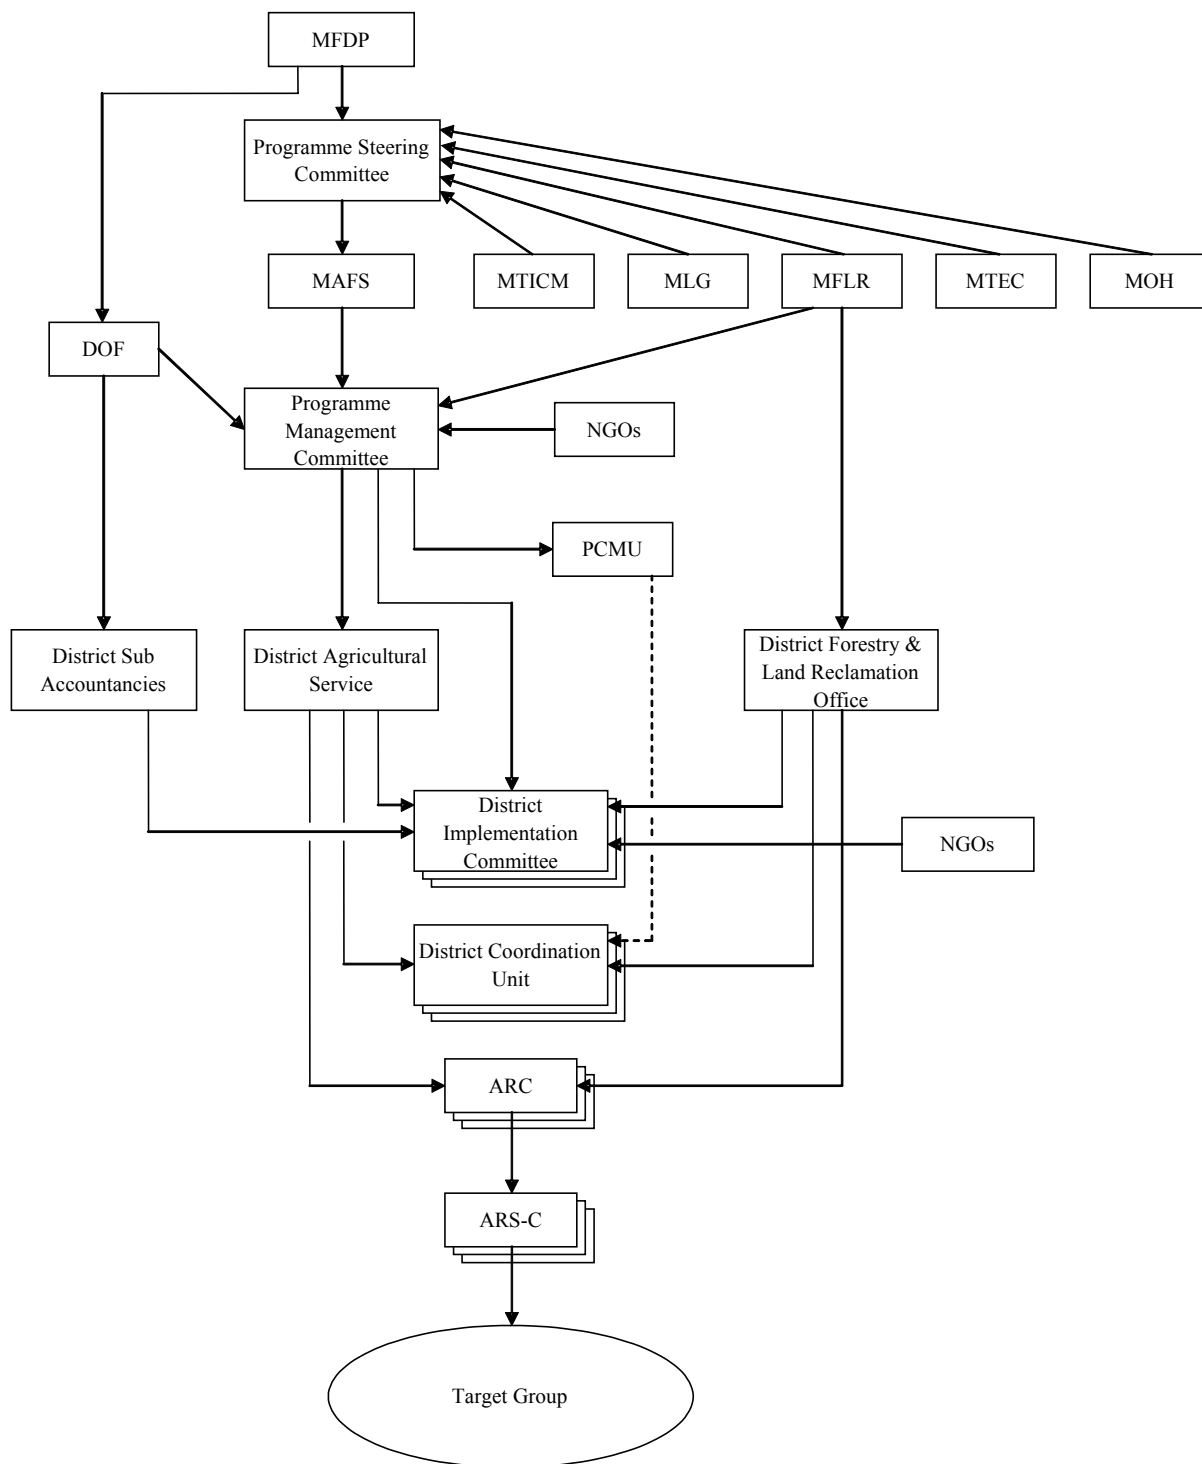 MFDP
Programme Steering
Committee
MAFS
MTICM
MLG
MFLR
MTEC
MOH
DOF
Programme
Management
Committee
NGOs
PCMU
District Sub
Accountancies
District Agricultural
Service
District Forestry &
Land Reclamation
Office
District
Implementation
Committee
NGOs
District Coordination
Unit
ARC
ARS-C
Target Group